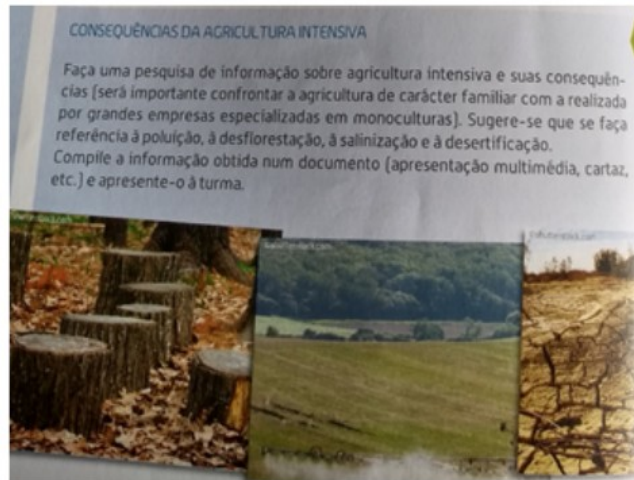 CONSEQUÊNCIAS DA AGRICULTURA INTENSIVA
Faça uma pesquisa de informação sobre agricultura intensiva e suas consequên-
cias (será importante confrontar a agricultura de carácter familiar com a realizada
por grandes empresas especializadas em monoculturas). Sugere-se que se faça
referência à poluição, à desflorestação, à salinização e à desertificação.
Compile a informação obtida num documento (apresentação multimédia, cartaz,
etc.) e apresente-o à turma.